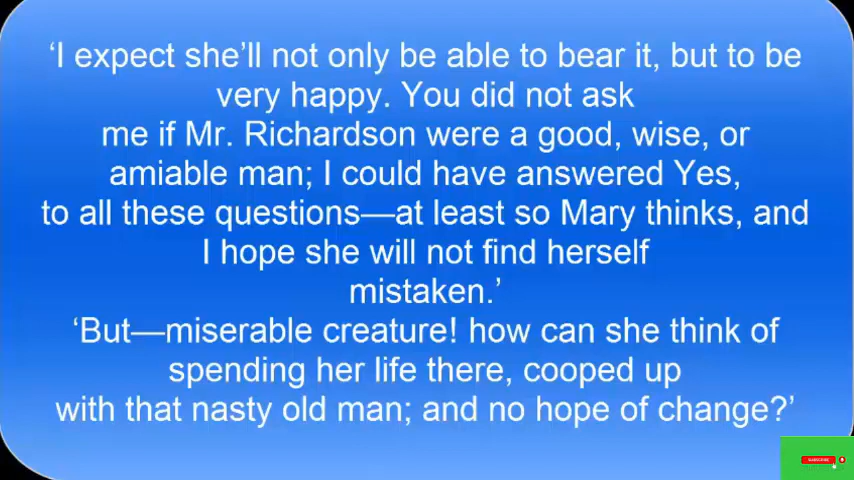 ‘I expect she’ll not only be able to bear it, but to be
very happy. You did not ask
me if Mr. Richardson were a good, wise, or
amiable man; I could have answered Yes,
to all these questions—at least so Mary thinks, and
I hope she will not find herself
mistaken.’
‘But—miserable creature! how can she think of
spending her life there, cooped up
with that nasty old man; and no hope of change?’
SUBSCRIBE